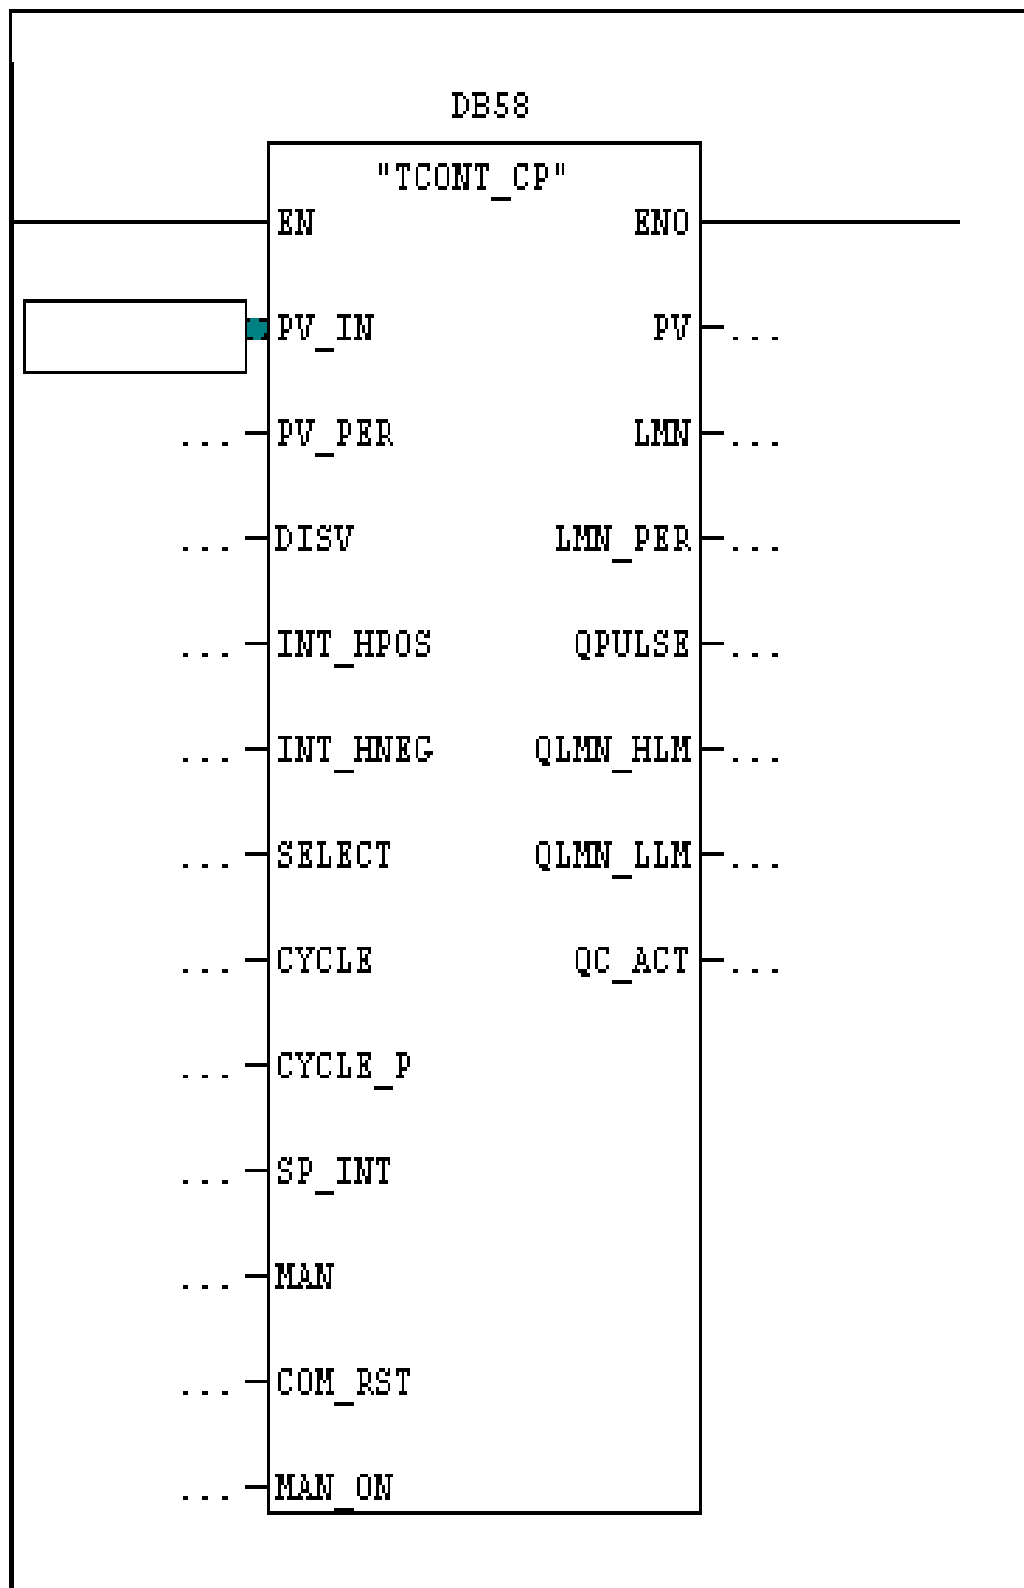 DB58
"TCONT_CP"
EN ENO
PV_IN PV ...
... PV_PER LMN ...
... DISV LMN_PER ...
... INT_HPOS QPULSE ...
... INT_HNEG QLMN_HLM ...
... SELECT QLMN_LLM ...
... CYCLE QC_ACT ...
... CYCLE_P
... SP_INT
... MAN
... COM_RST
... MAN_ON